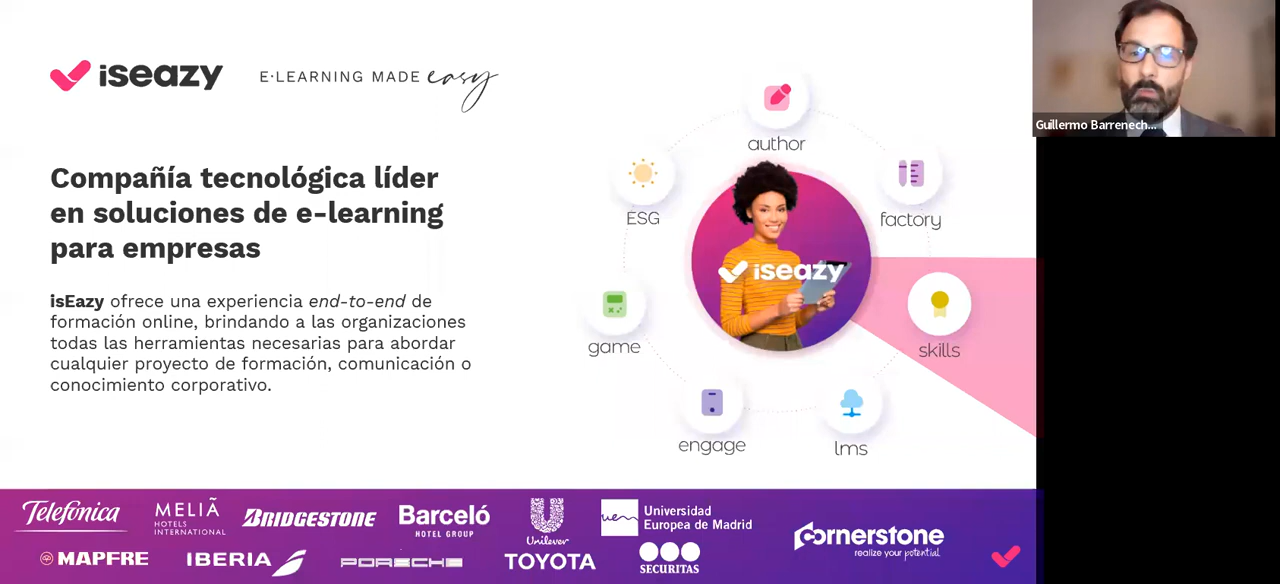 iseazy
E-LEARNING MADE easy
Compañía tecnológica líder
en soluciones de e-learning
para empresas
isEazy ofrece una experiencia end-to-end de
formación online, brindando a las organizaciones
todas las herramientas necesarias para abordar
cualquier proyecto de formación, comunicación o
conocimiento corporativo.
author
ESG
factory
iseazy
game
skills
engage
lms
Guillermo Barrenech...
Telefónica
MELIÃ
HOTELS
INTERNATIONAL
BRIDGESTONE
Barceló
HOTEL GROUP
Unilever
uem
Universidad
Europea de Madrid
Cornerstone
realize your potential
MAPFRE
IBERIA
PORSCHE
TOYOTA
SECURITAS